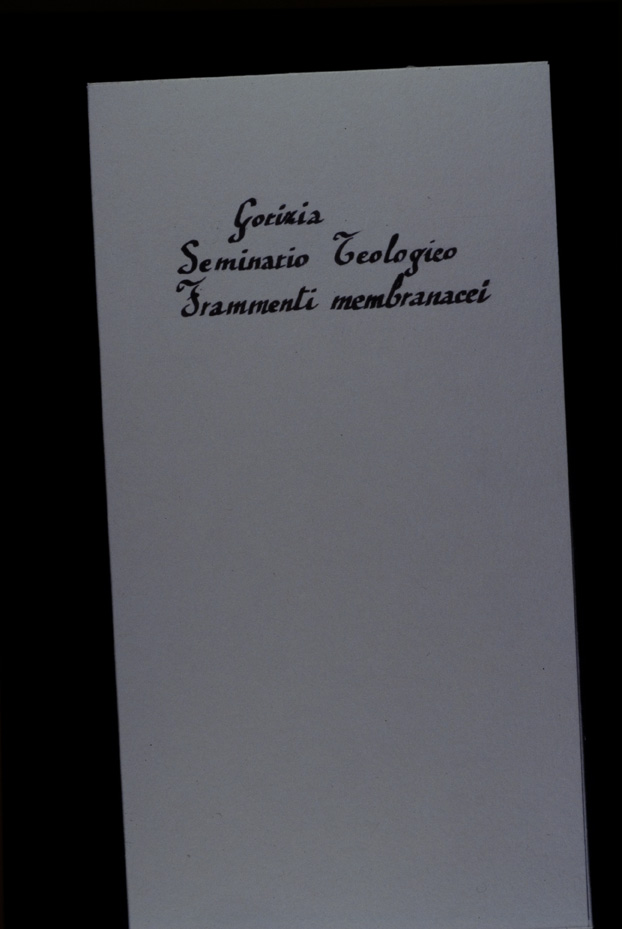 Gorizia
Seminario Teologico
Frammenti membranacei